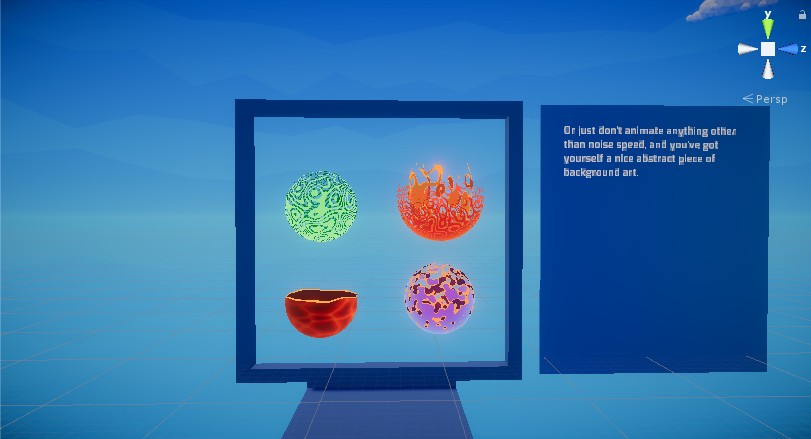 y
z
< Persp
Or just don't animate anything other
than noise speed, and you've got
yourself a nice abstract piece of
background art.